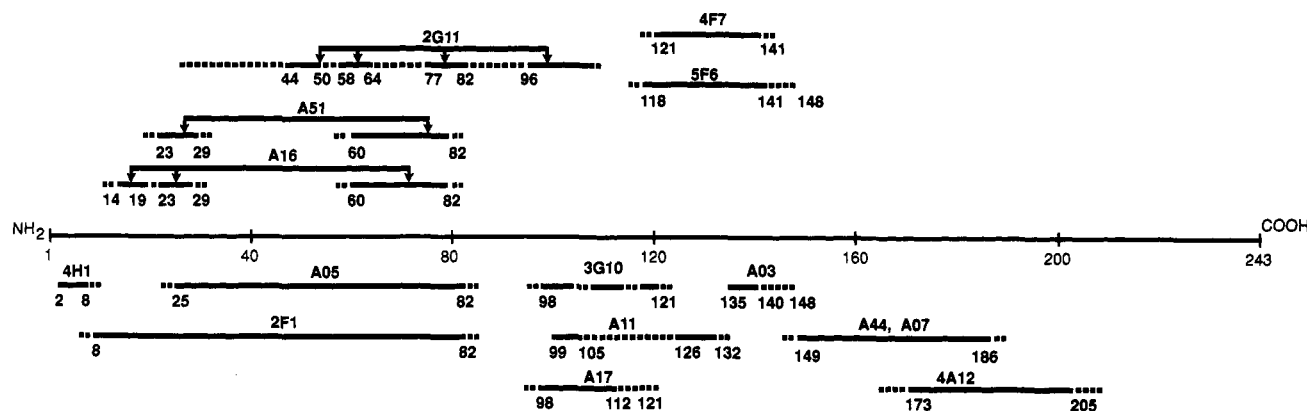 2G11
4F7
44 50 58 64 77 82 96
121 141
5F6
118 141 148
A51
23 29 60 82
A16
14 19 23 29 60 82
NH2
COOH
1 40 80 120 160 200 243
4H1 A05 3G10 A03
2 8 25 82 98 121 135 140 148
2F1 A11 A44, A07
8 82 99 105 126 132 149 186
A17 4A12
98 112 121 173 205